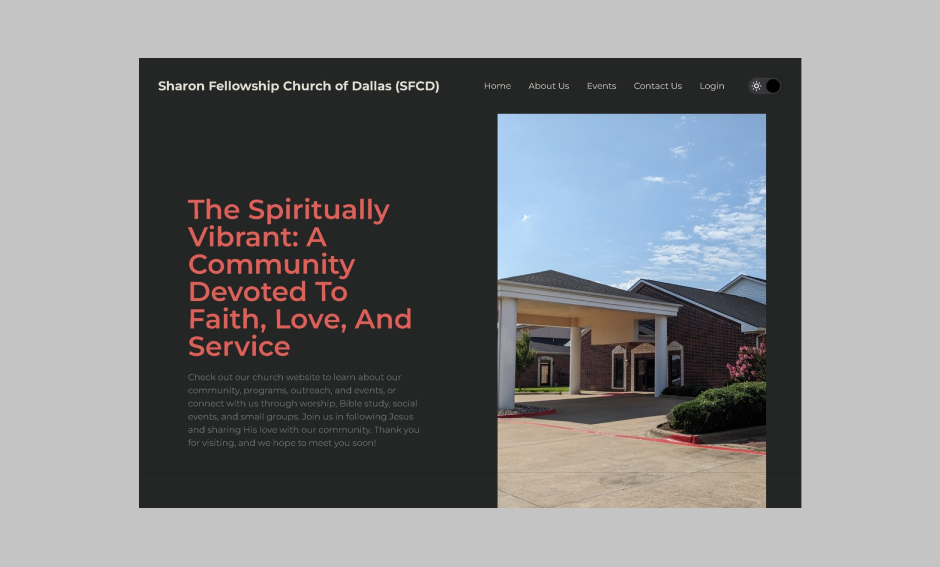 Sharon Fellowship Church of Dallas (SFCD)
Home About Us Events Contact Us Login
The Spiritually
Vibrant: A
Community
Devoted To
Faith, Love, And
Service
Check out our church website to learn about our
community, programs, outreach, and events, or
connect with us through worship, Bible study, social
events, and small groups. Join us in following Jesus
and sharing His love with our community. Thank you
for visiting, and we hope to meet you soon!